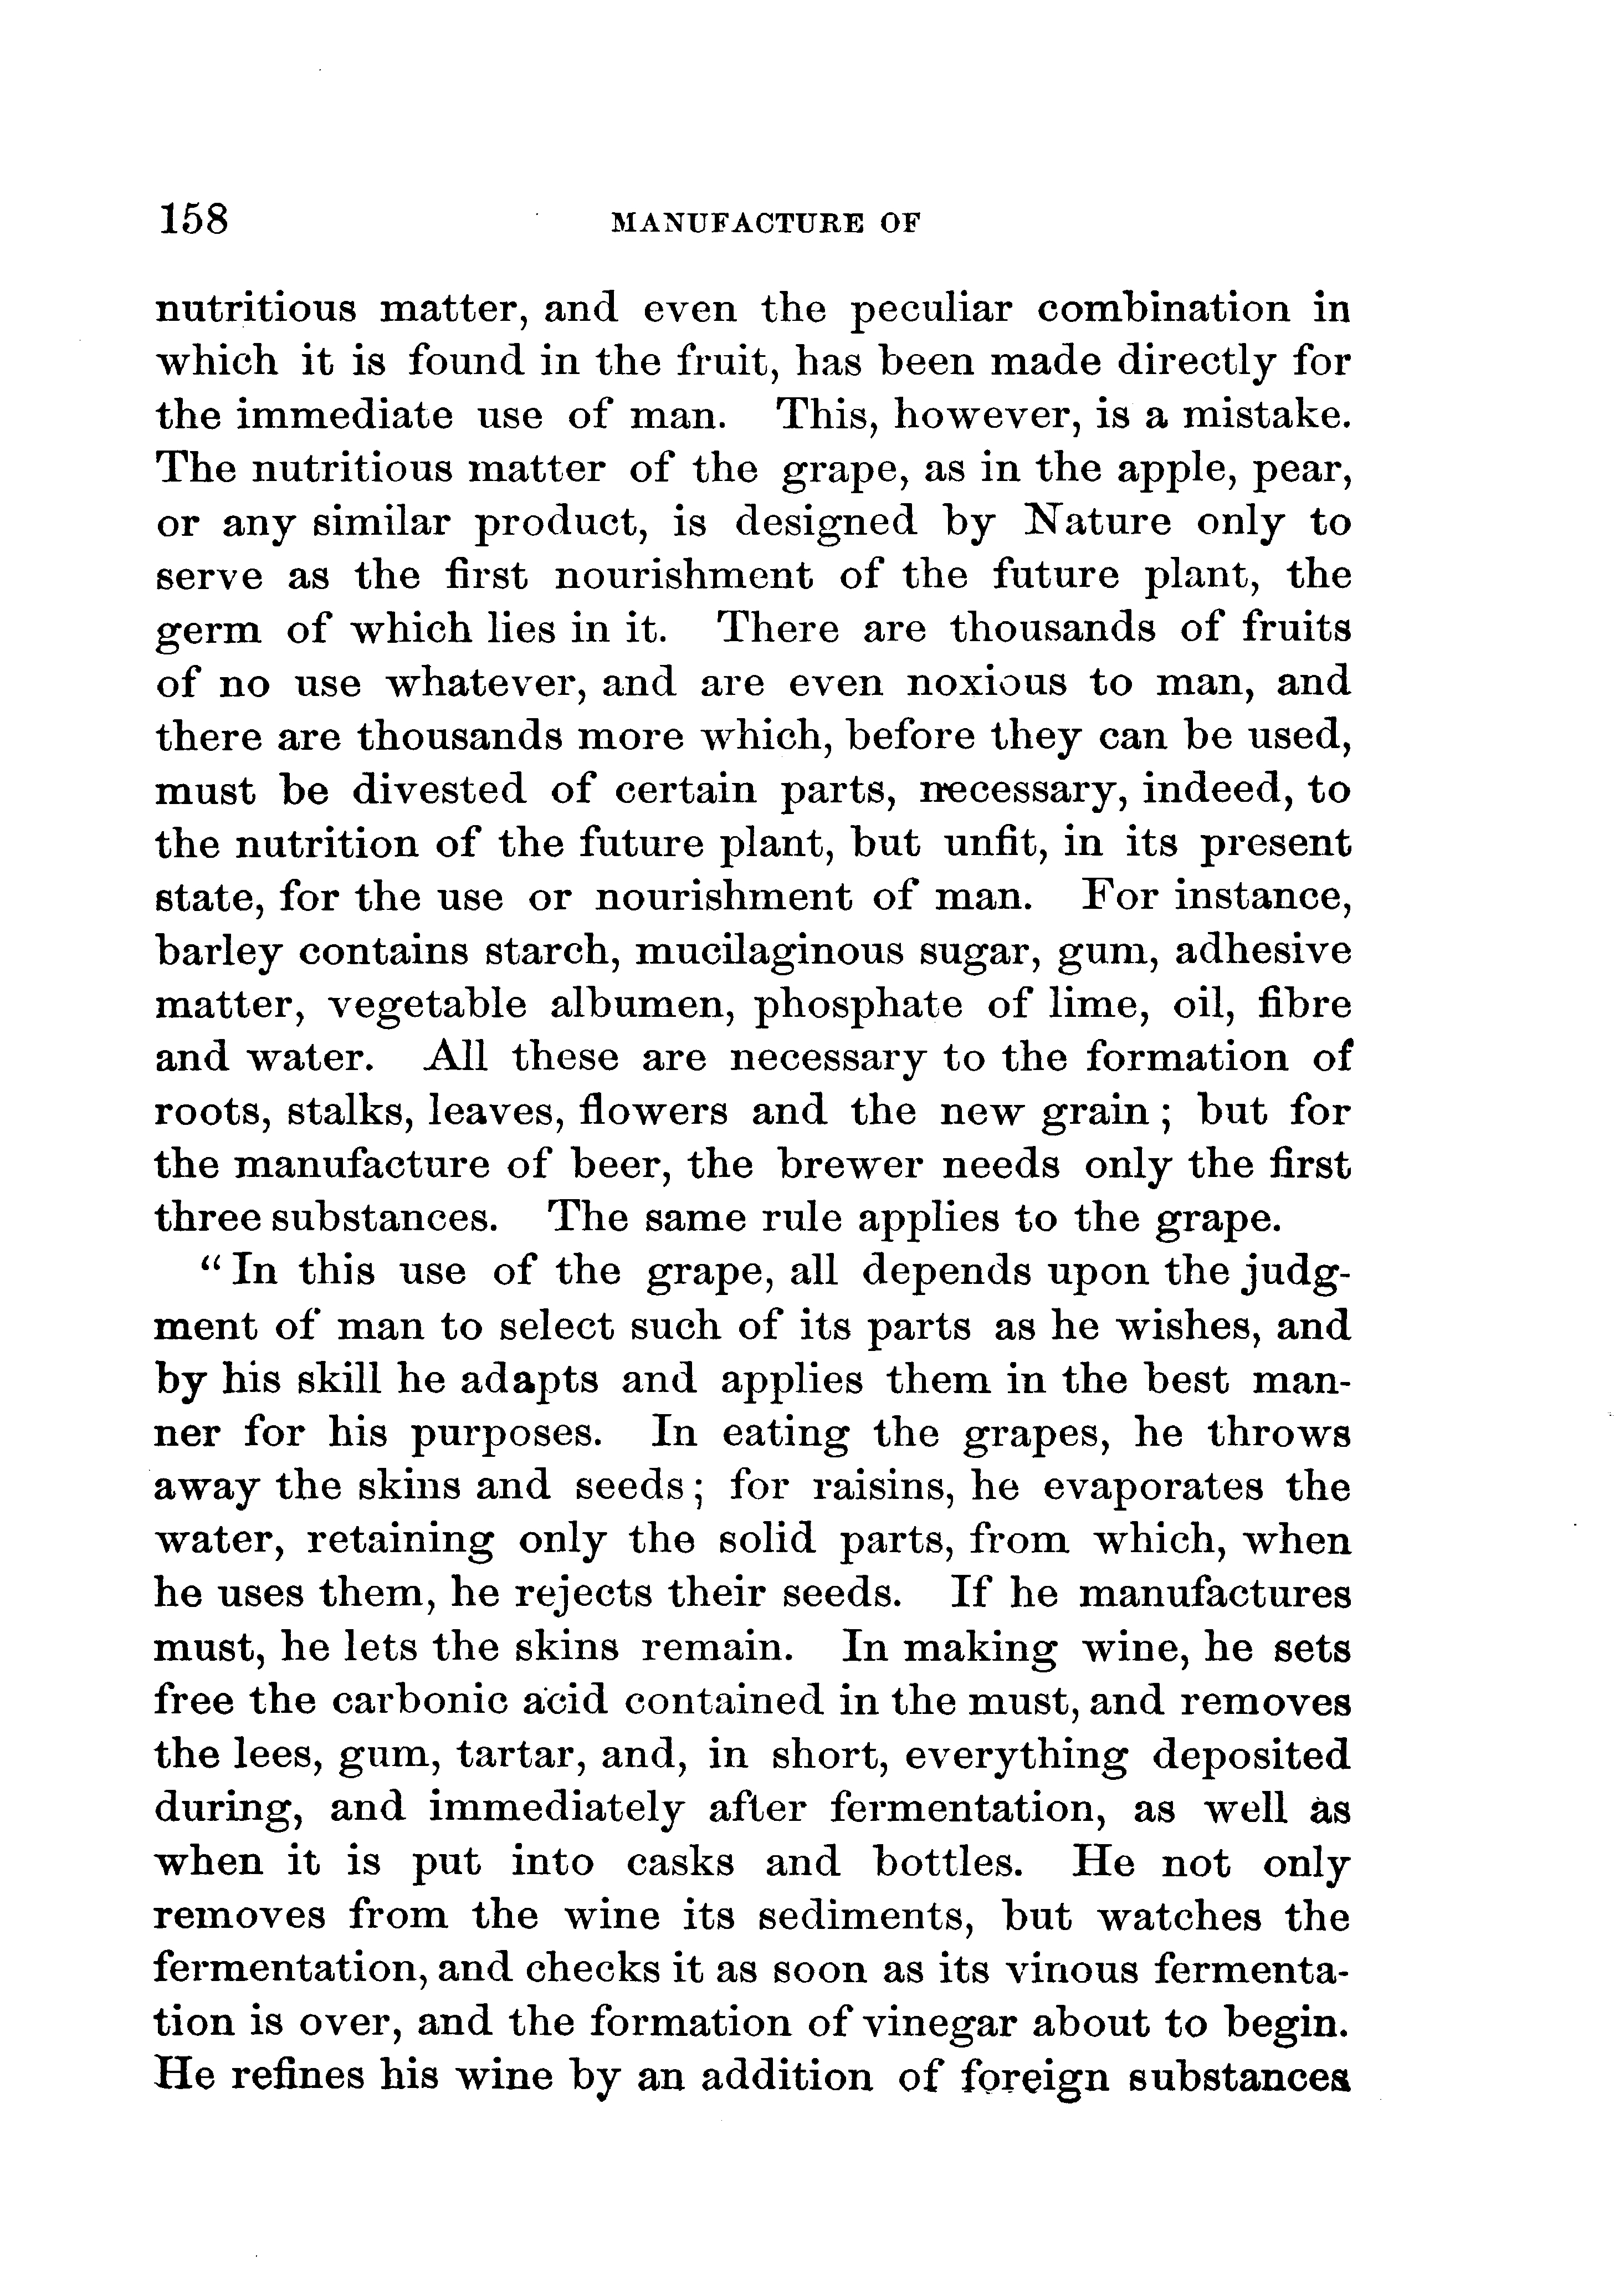 158 MANUFACTURE OF
nutritious matter, and even the peculiar combination in
which it is found in the fruit, has been made directly for
the immediate use of man. This, however, is a mistake.
The nutritious matter of the grape, as in the apple, pear,
or any similar product, is designed by Nature only to
serve as the first nourishment of the future plant, the
germ of which lies in it. There are thousands of fruits
of no use whatever, and are even noxious to man, and
there are thousands more which, before they can be used,
must be divested of certain parts, necessary, indeed, to
the nutrition of the future plant, but unfit, in its present
state, for the use or nourishment of man. For instance,
barley contains starch, mucilaginous sugar, gum, adhesive
matter, vegetable albumen, phosphate of lime, oil, fibre
and water. All these are necessary to the formation of
roots, stalks, leaves, flowers and the new grain; but for
the manufacture of beer, the brewer needs only the first
three substances. The same rule applies to the grape.
"In this use of the grape, all depends upon the judg-
ment of man to select such of its parts as he wishes, and
by his skill he adapts and applies them in the best man-
ner for his purposes. In eating the grapes, he throws
away the skins and seeds; for raisins, he evaporates the
water, retaining only the solid parts, from which, when
he uses them, he rejects their seeds. If he manufactures
must, he lets the skins remain. In making wine, he sets
free the carbonic acid contained in the must, and removes
the lees, gum, tartar, and, in short, everything deposited
during, and immediately after fermentation, as well as
when it is put into casks and bottles. He not only
removes from the wine its sediments, but watches the
fermentation, and checks it as soon as its vinous fermenta-
tion is over, and the formation of vinegar about to begin.
He refines his wine by an addition of foreign substances